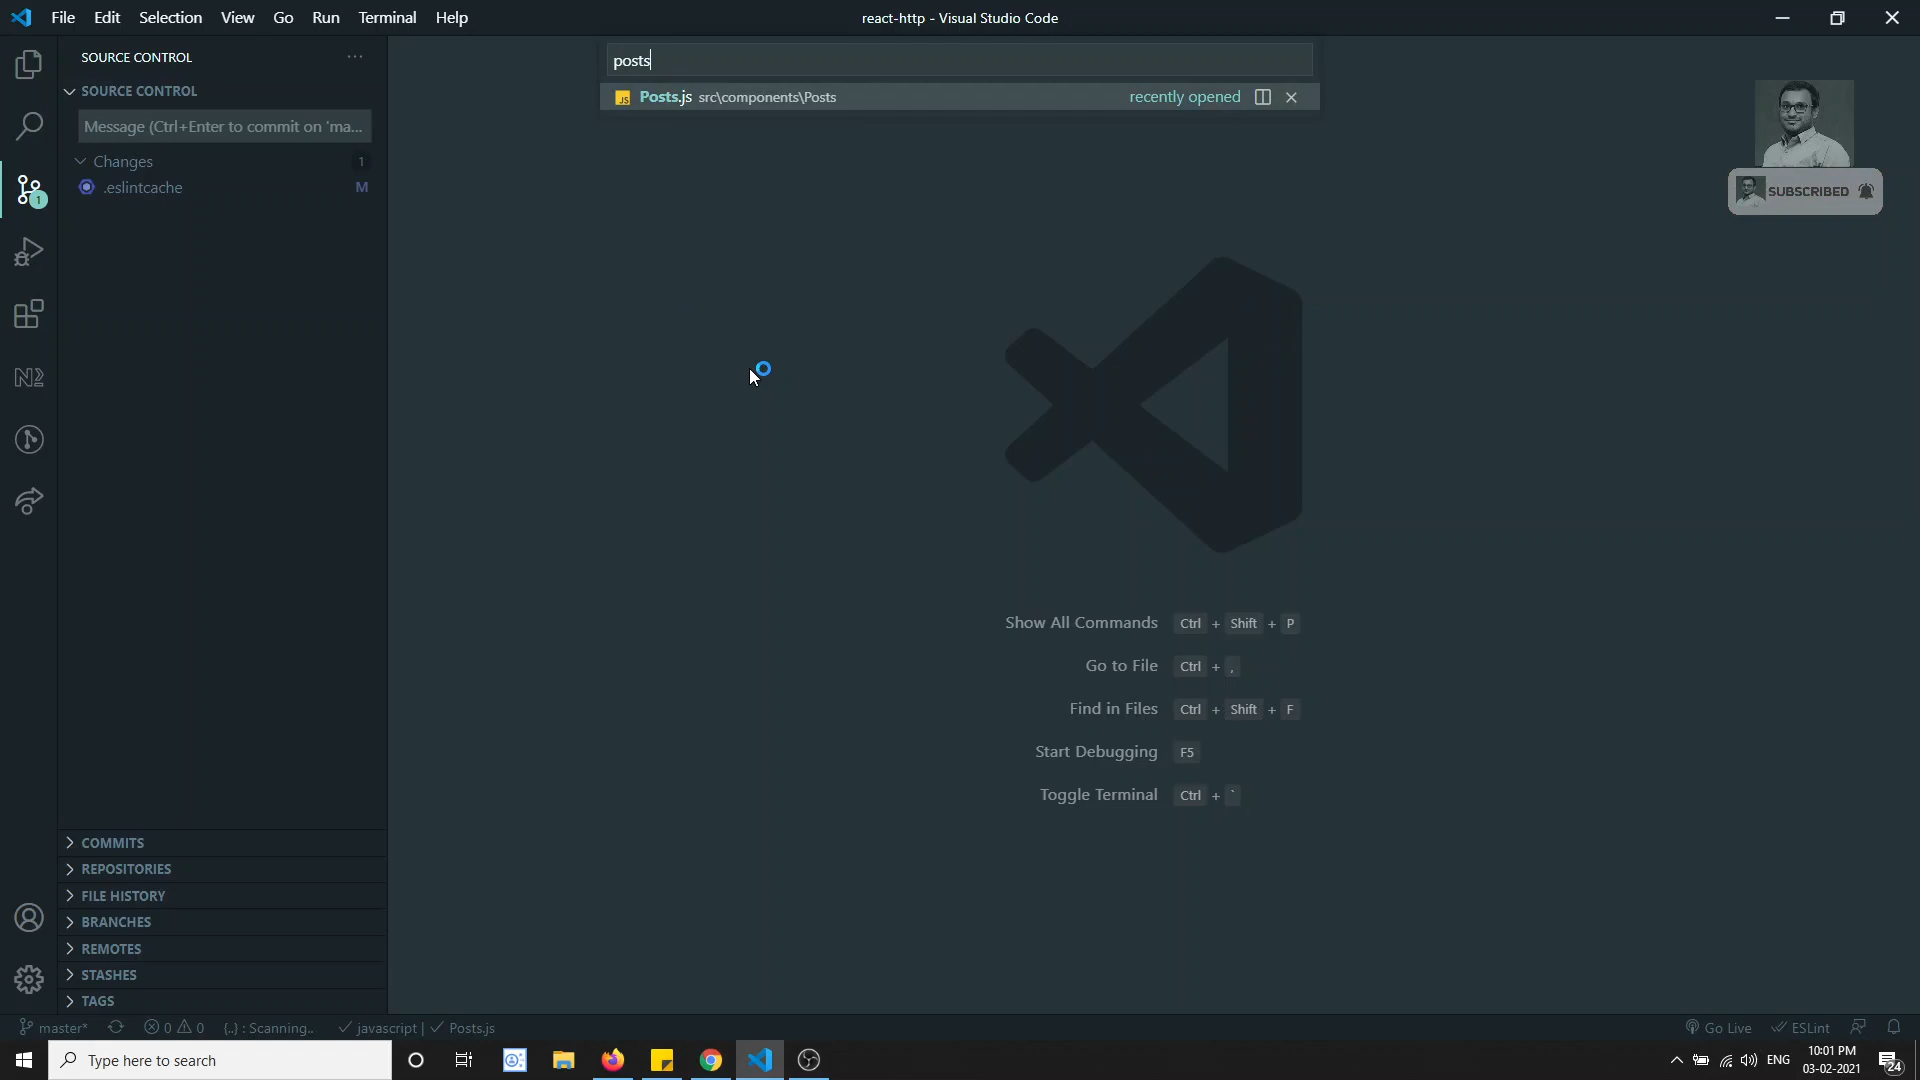 File Edit Selection View Go Run Terminal Help
react-http - Visual Studio Code
SOURCE CONTROL
posts
SOURCE CONTROL
Posts.js src\components\Posts recently opened
Message (Ctrl+Enter to commit on 'ma...
Changes 1
.eslintcache M
1
SUBSCRIBED
Show All Commands Ctrl + Shift + P
Go to File Ctrl + ,
Find in Files Ctrl + Shift + F
Start Debugging F5
Toggle Terminal Ctrl + `
COMMITS
REPOSITORIES
FILE HISTORY
BRANCHES
REMOTES
STASHES
TAGS
master* 0 0 {..} : Scanning.. javascript | Posts.js
Go Live ESLint
Type here to search
ENG
10:01 PM
03-02-2021
24